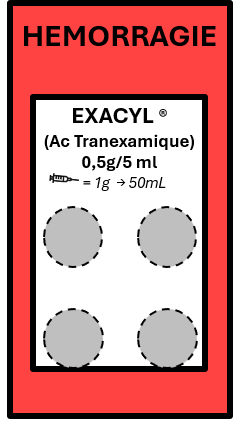 HEMORRAGIE
EXACYL ®
(Ac Tranexamique)
0,5g/5 ml
= 1g → 50mL